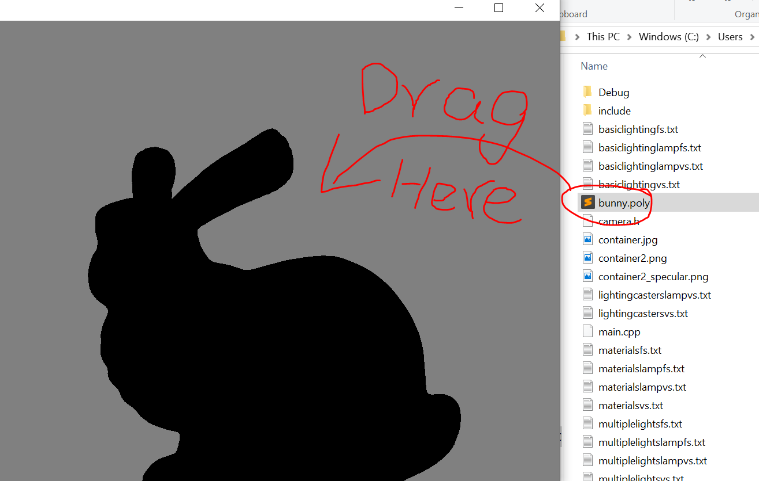 pboard
Organ
This PC > Windows (C:) > Users >
Name
Debug
include
basiclightingfs.txt
basiclightinglampfs.txt
basiclightinglampvs.txt
basiclightingvs.txt
bunny.poly
camera.h
container.jpg
container2.png
container2_specular.png
lightingcasterslampvs.txt
lightingcastersvs.txt
main.cpp
materialsfs.txt
materialslampfs.txt
materialslampvs.txt
materialsvs.txt
multiplelightsfs.txt
multiplelightslampfs.txt
multiplelightslampvs.txt
multiplelightsvs.txt
Drag
Here